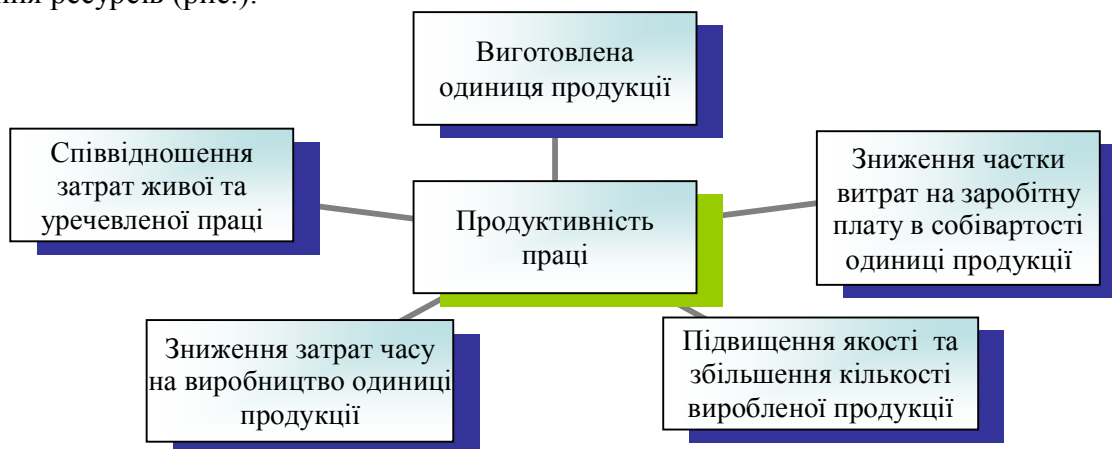 ння ресурсів (рис.).
Виготовлена
одиниця продукції
Співвідношення
затрат живої та
уречевленої праці
Продуктивність
праці
Зниження частки
витрат на заробітну
плату в собівартості
одиниці продукції
Зниження затрат часу
на виробництво одиниці
продукції
Підвищення якості та
збільшення кількості
виробленої продукції